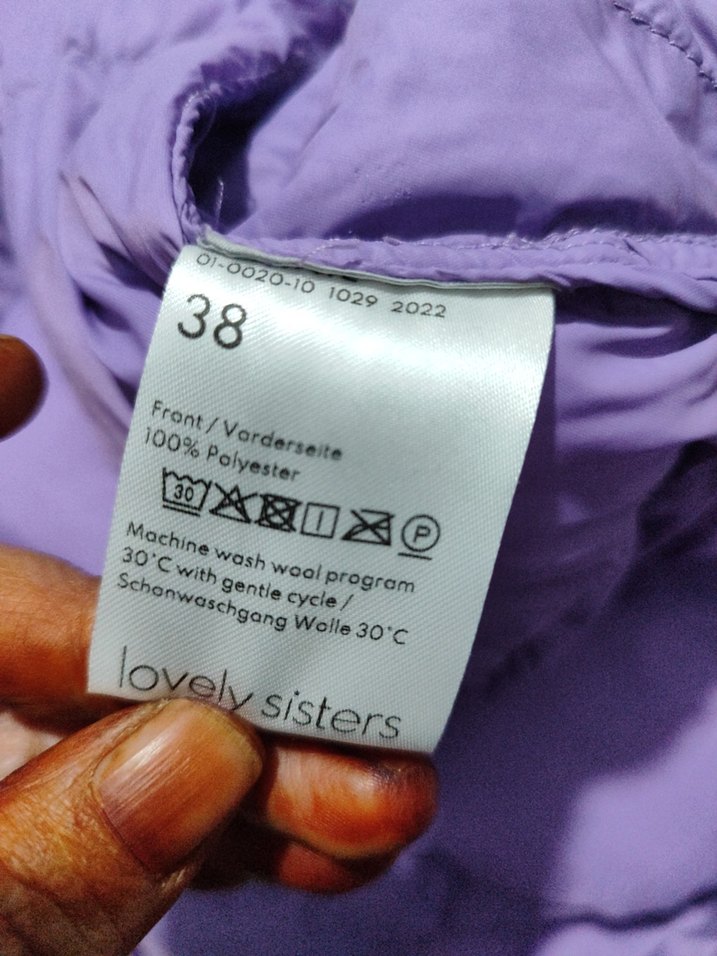 01-0020-10 1029 2022
38
Front / Vorderseite
100% Polyester
30 P
Machine wash wool program
30°C with gentle cycle /
Schonwaschgang Wolle 30°C
lovely sisters